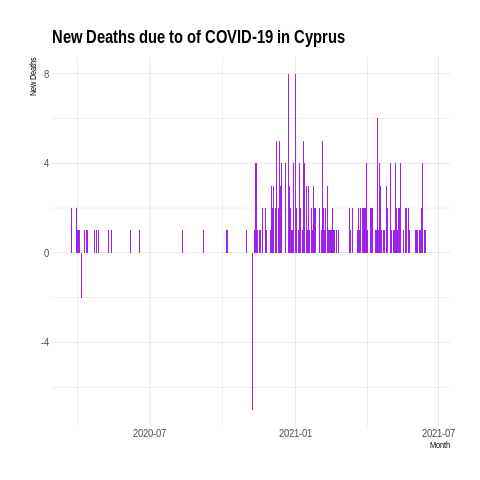 New Deaths due to of COVID-19 in Cyprus
New Deaths
8
4
0
-4
2020-07
2021-01
2021-07
Month